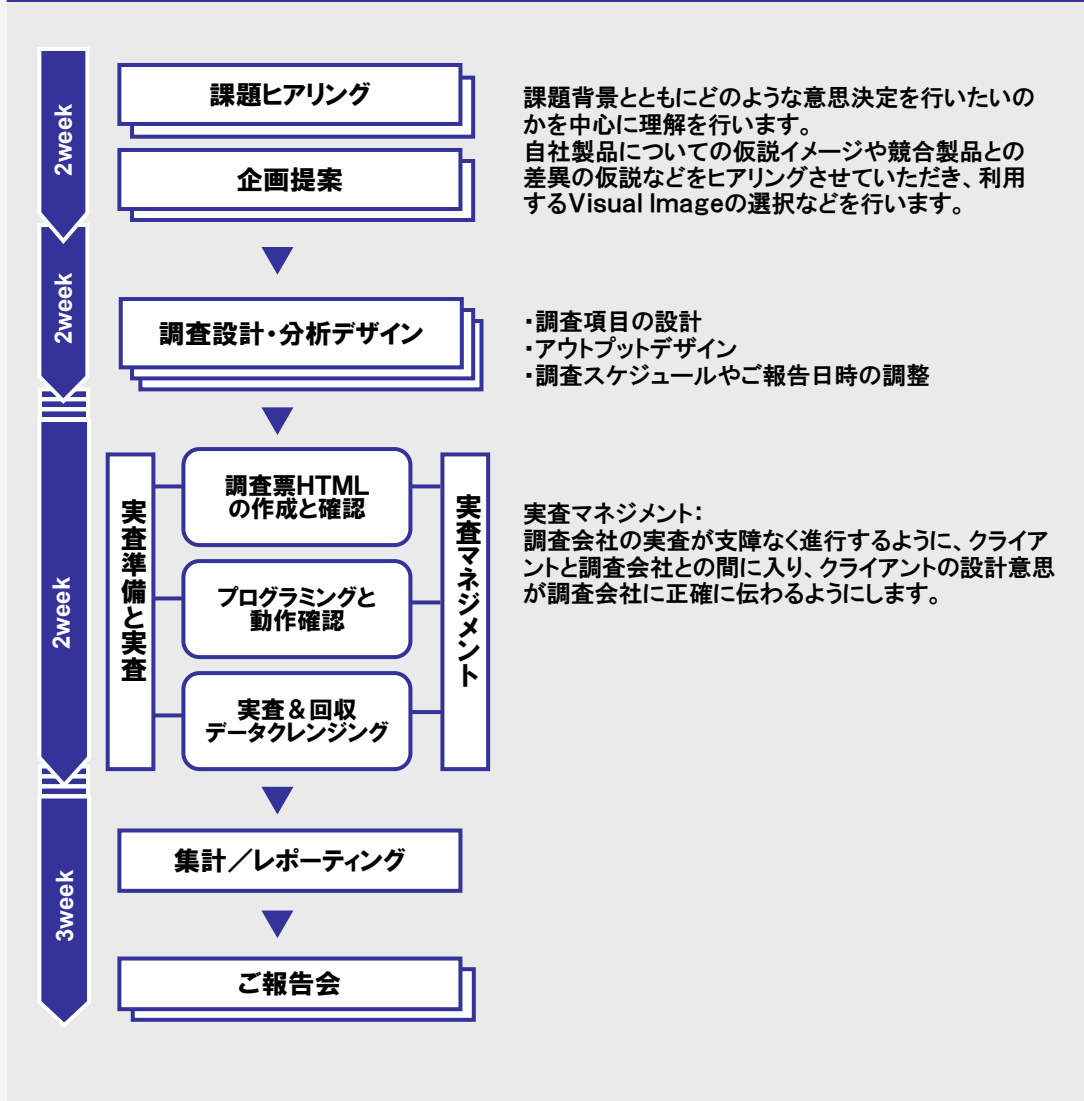 2week
課題ヒアリング
企画提案
課題背景とともにどのような意思決定を行いたいの
かを中心に理解を行います。
自社製品についての仮説イメージや競合製品との
差異の仮説などをヒアリングさせていただき、利用
するVisual Imageの選択などを行います。
2week
調査設計・分析デザイン
・調査項目の設計
・アウトプットデザイン
・調査スケジュールやご報告日時の調整
2week
実査準備と実査
調査票HTML
の作成と確認
プログラミングと
動作確認
実査&回収
データクレンジング
実査マネジメント
実査マネジメント:
調査会社の実査が支障なく進行するように、クライア
ントと調査会社との間に入り、クライアントの設計意思
が調査会社に正確に伝わるようにします。
3week
集計/レポーティング
ご報告会